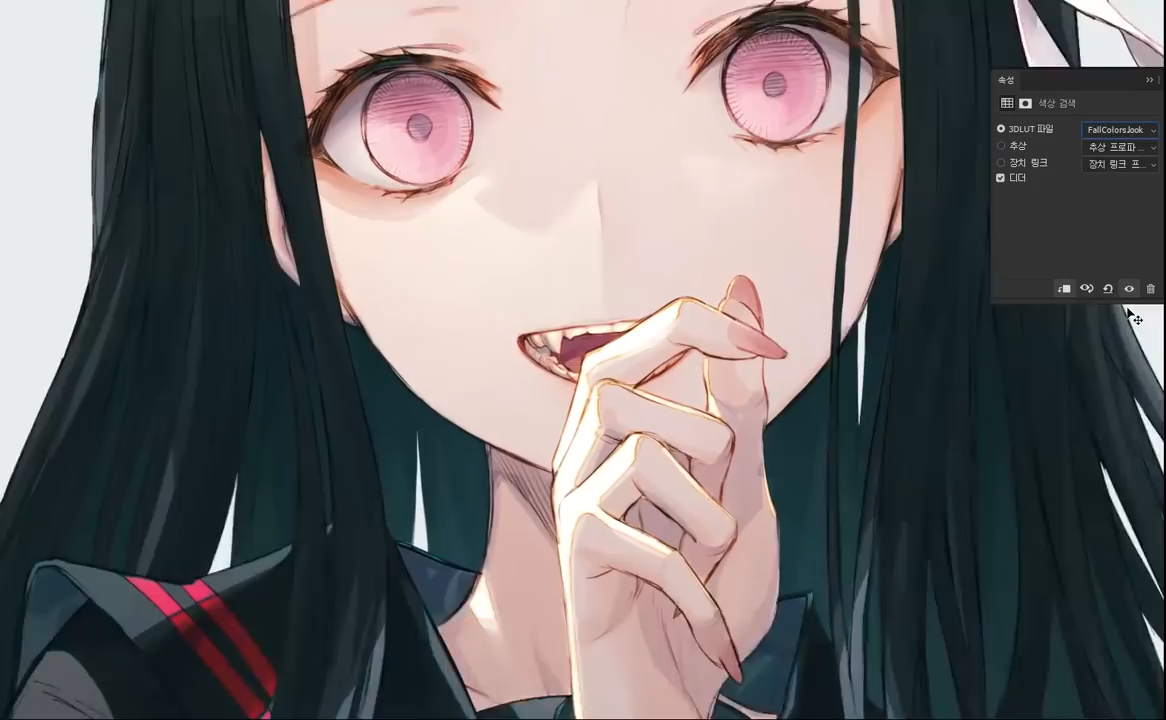 속성
색상 검색
3DLUT 파일 FallColors.look
추상 추상 프로파...
장치 링크 장치 링크 프...
디더